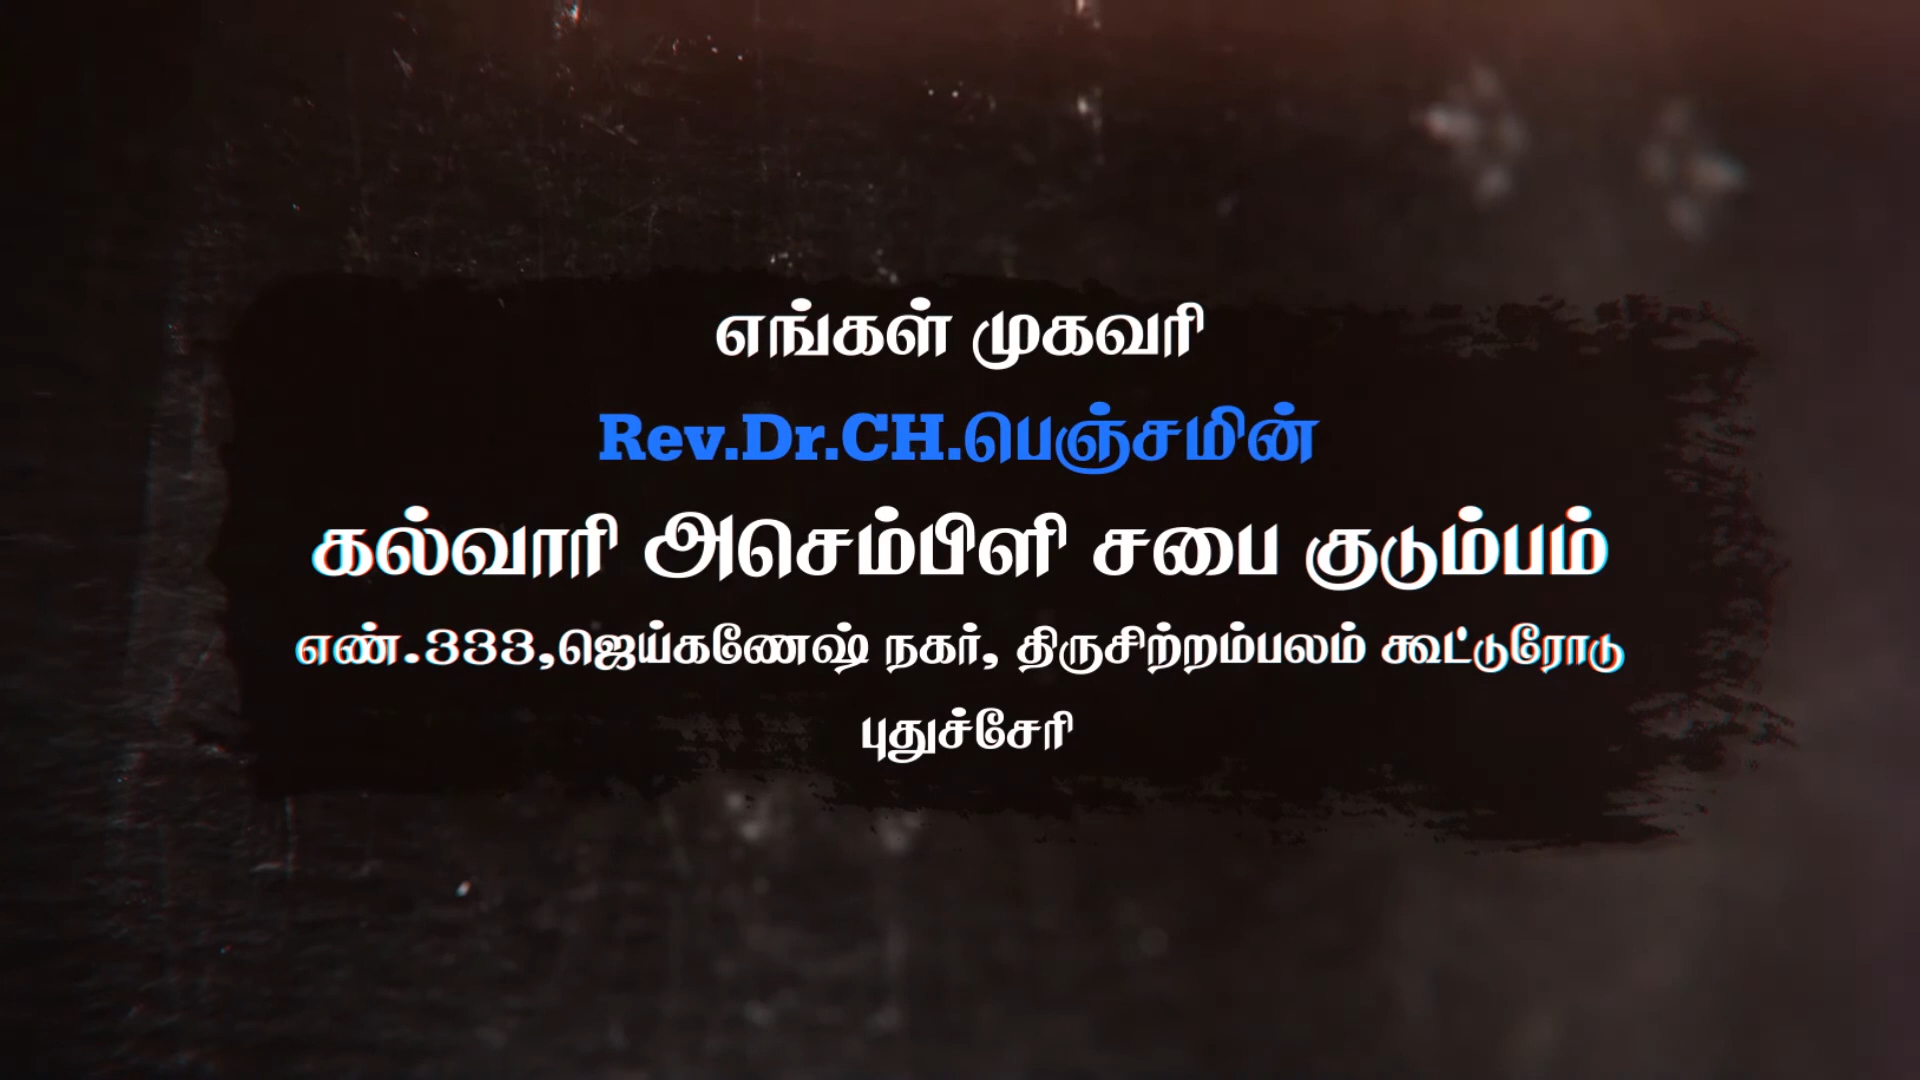 எங்கள் முகவரி
Rev.Dr.CH.பெஞ்சமின்
கல்வாரி அசெம்பிளி சபை குடும்பம்
எண்.333,ஜெய்கணேஷ் நகர், திருசிற்றம்பலம் கூட்டுரோடு
புதுச்சேரி